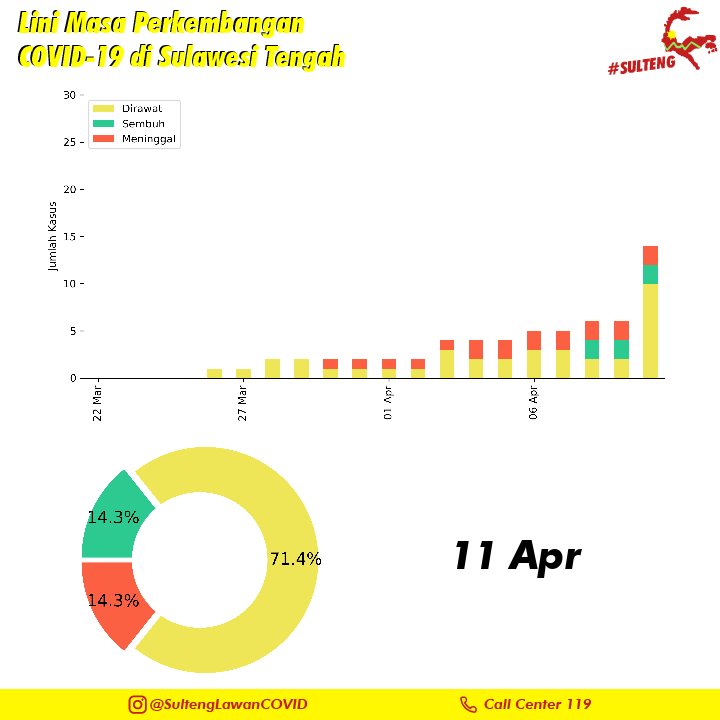 Lini Masa Perkembangan
COVID-19 di Sulawesi Tengah
#SULTENG
30
25
20
15
10
5
0
Jumlah Kasus
Dirawat
Sembuh
Meninggal
22 Mar
27 Mar
01 Apr
06 Apr
14.3%
71.4%
14.3%
11 Apr
@SultengLawanCOVID
Call Center 119